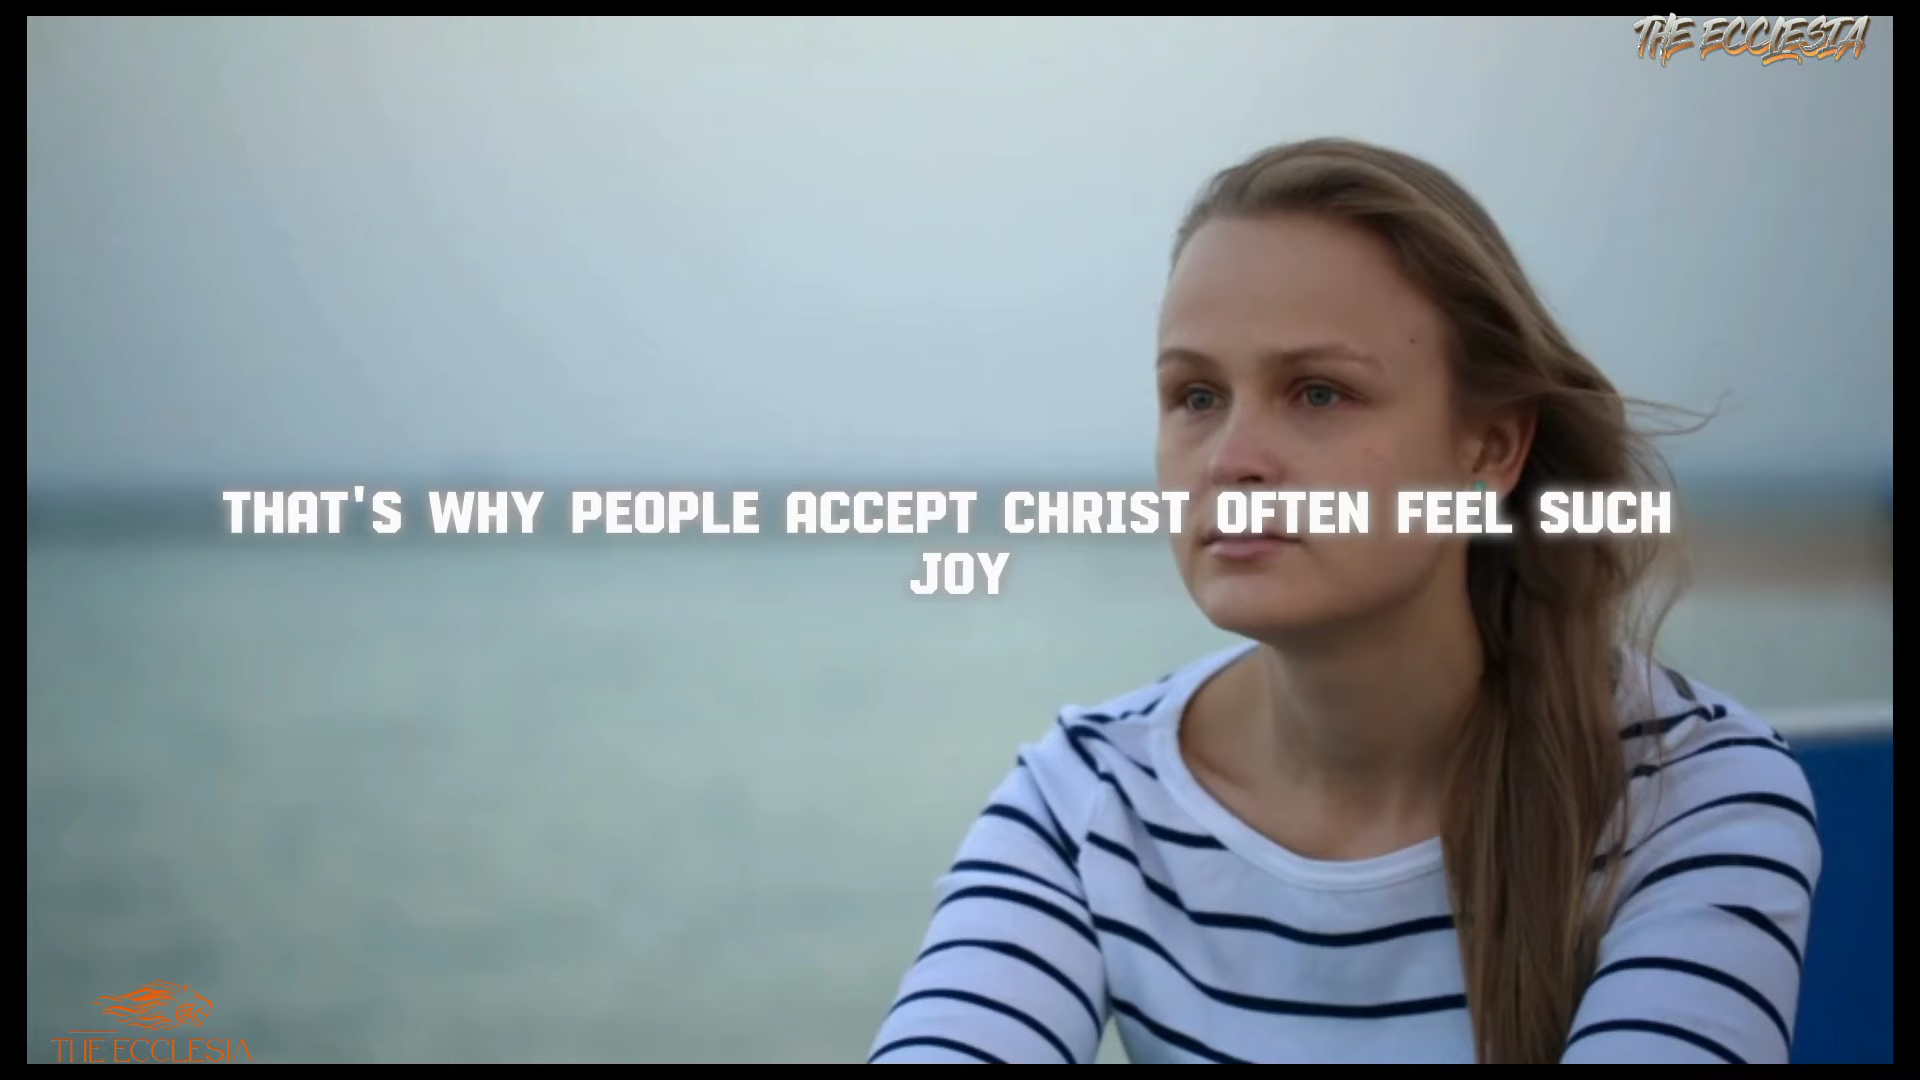 THE ECCLESIA
THAT'S WHY PEOPLE ACCEPT CHRIST OFTEN FEEL SUCH
JOY
THE ECCLESIA